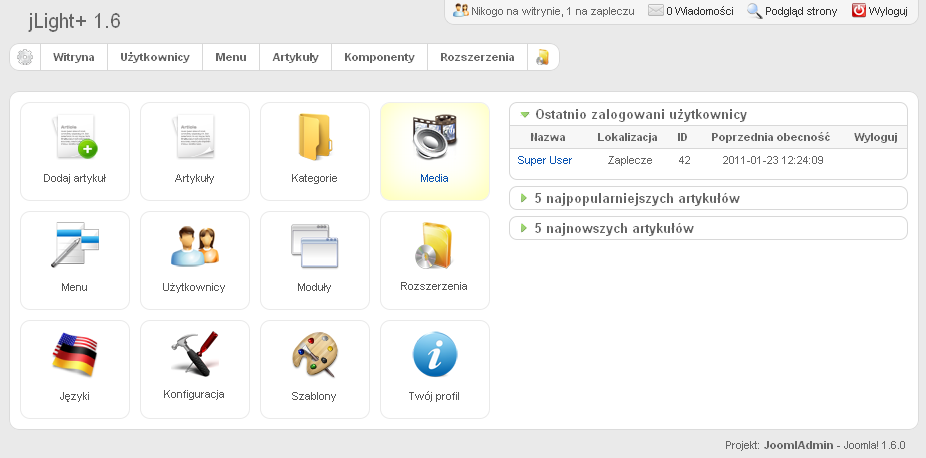 jLight+ 1.6
Nikogo na witrynie, 1 na zapleczu 0 Wiadomości Podgląd strony Wyloguj
Witryna Użytkownicy Menu Artykuły Komponenty Rozszerzenia
Dodaj artykuł Artykuły Kategorie Media
Menu Użytkownicy Moduły Rozszerzenia
Języki Konfiguracja Szablony Twój profil
Ostatnio zalogowani użytkownicy
Nazwa Lokalizacja ID Poprzednia obecność Wyloguj
Super User Zaplecze 42 2011-01-23 12:24:09
5 najpopularniejszych artykułów
5 najnowszych artykułów
Projekt: JoomlAdmin - Joomla! 1.6.0